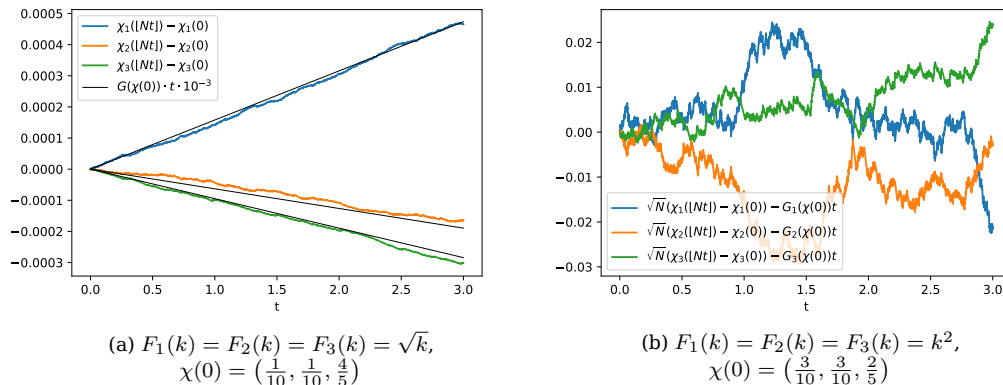 0.0005
0.0004
0.0003
0.0002
0.0001
0.0000
−0.0001
−0.0002
−0.0003
χ₁(⌊Nt⌋) − χ₁(0)
χ₂(⌊Nt⌋) − χ₂(0)
χ₃(⌊Nt⌋) − χ₃(0)
G(χ(0)) · t · 10⁻³
0.0 0.5 1.0 1.5 2.0 2.5 3.0
t
(a) F₁(k) = F₂(k) = F₃(k) = √k,
χ(0) = (1/10, 1/10, 4/5)
0.02
0.01
0.00
−0.01
−0.02
−0.03
√N(χ₁(⌊Nt⌋) − χ₁(0)) − G₁(χ(0))t
√N(χ₂(⌊Nt⌋) − χ₂(0)) − G₂(χ(0))t
√N(χ₃(⌊Nt⌋) − χ₃(0)) − G₃(χ(0))t
0.0 0.5 1.0 1.5 2.0 2.5 3.0
t
(b) F₁(k) = F₂(k) = F₃(k) = k²,
χ(0) = (3/10, 3/10, 2/5)